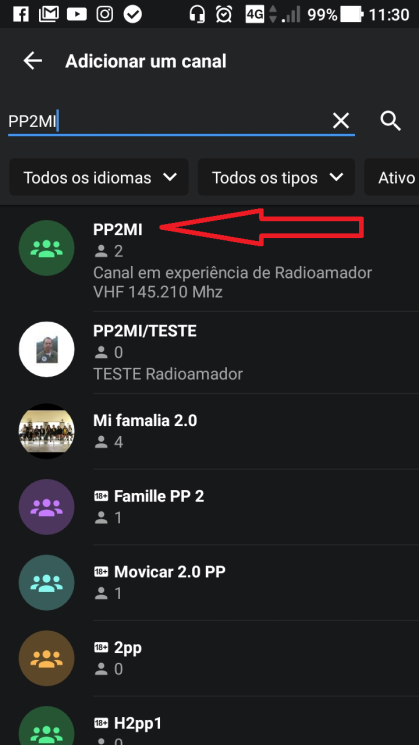 4G 99% 11:30
Adicionar um canal
PP2MI
Todos os idiomas Todos os tipos Ativo
PP2MI
2
Canal em experiência de Radioamador
VHF 145.210 Mhz
PP2MI/TESTE
0
TESTE Radioamador
Mi famalia 2.0
4
18+ Famille PP 2
1
18+ Movicar 2.0 PP
1
18+ 2pp
0
18+ H2pp1
0